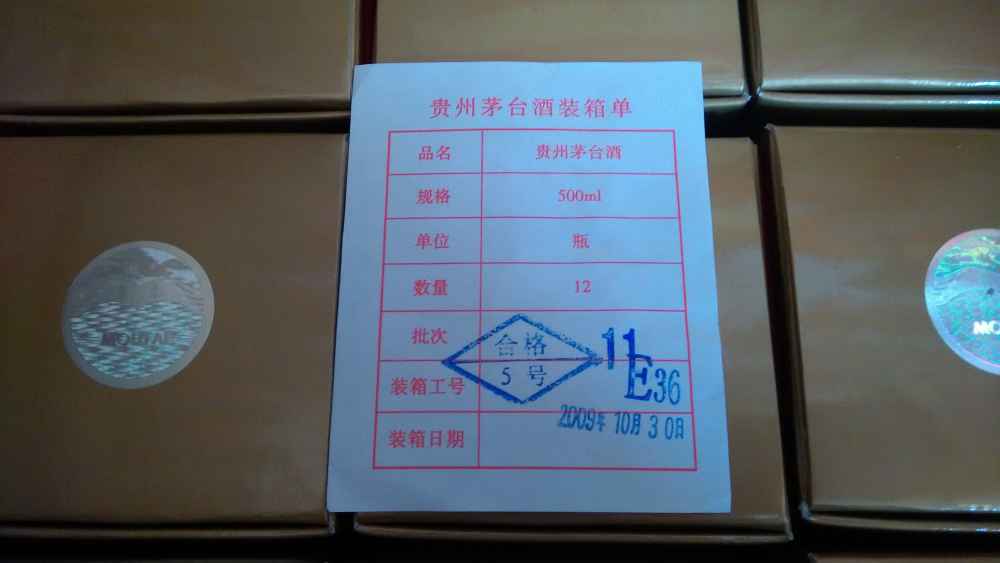 贵州茅台酒装箱单
品名 贵州茅台酒
规格 500ml
单位 瓶
数量 12
批次
合格
5号
11
E36
装箱工号
2009年10月30日
装箱日期
MOUTAI
MO